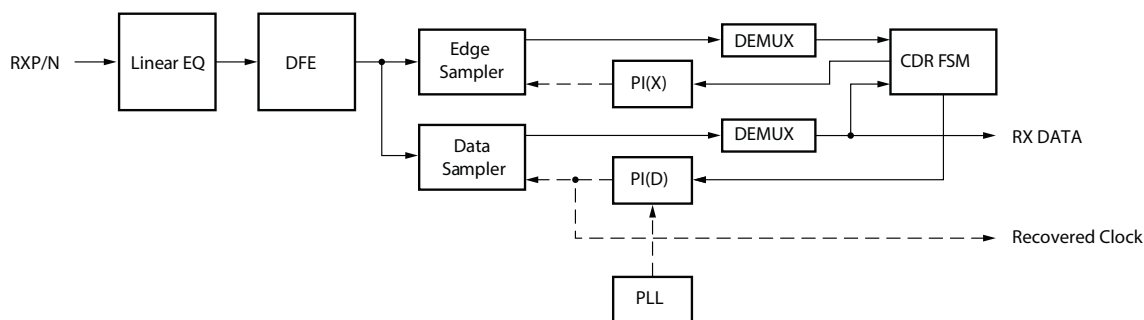 RXP/N
Linear EQ
DFE
Edge
Sampler
DEMUX
PI(X)
CDR FSM
Data
Sampler
DEMUX
RX DATA
PI(D)
Recovered Clock
PLL